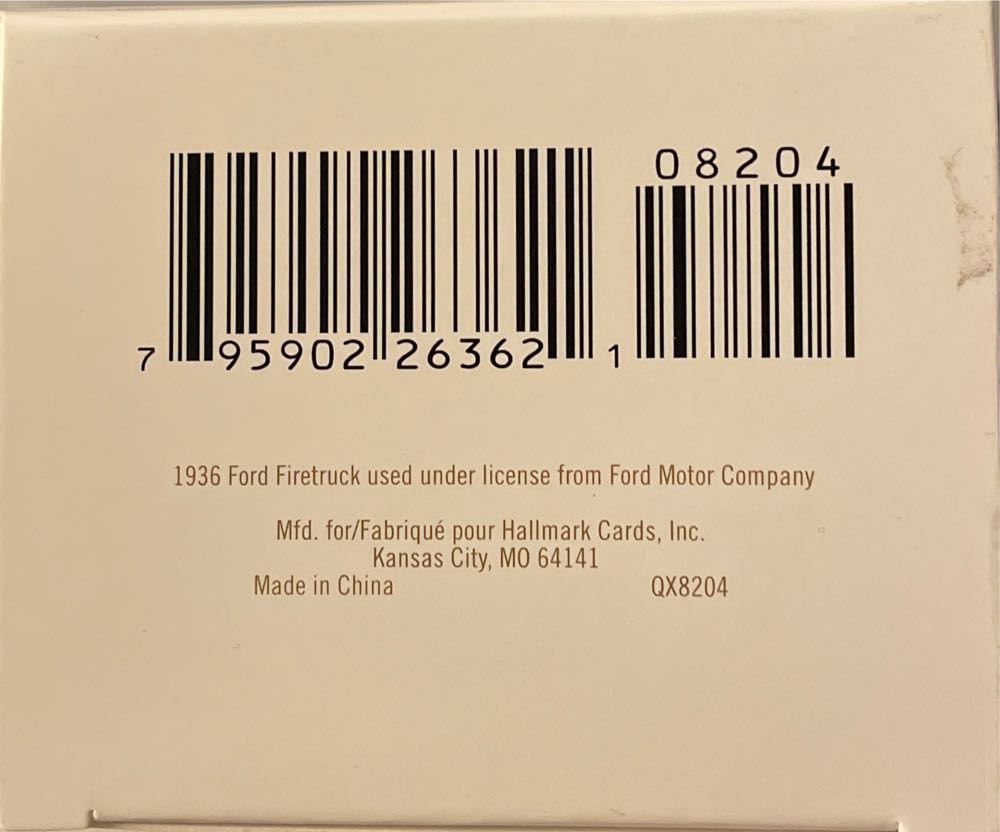 08204
7 95902 26362 1
1936 Ford Firetruck used under license from Ford Motor Company
Mfd. for/Fabriqué pour Hallmark Cards, Inc.
Kansas City, MO 64141
Made in China QX8204